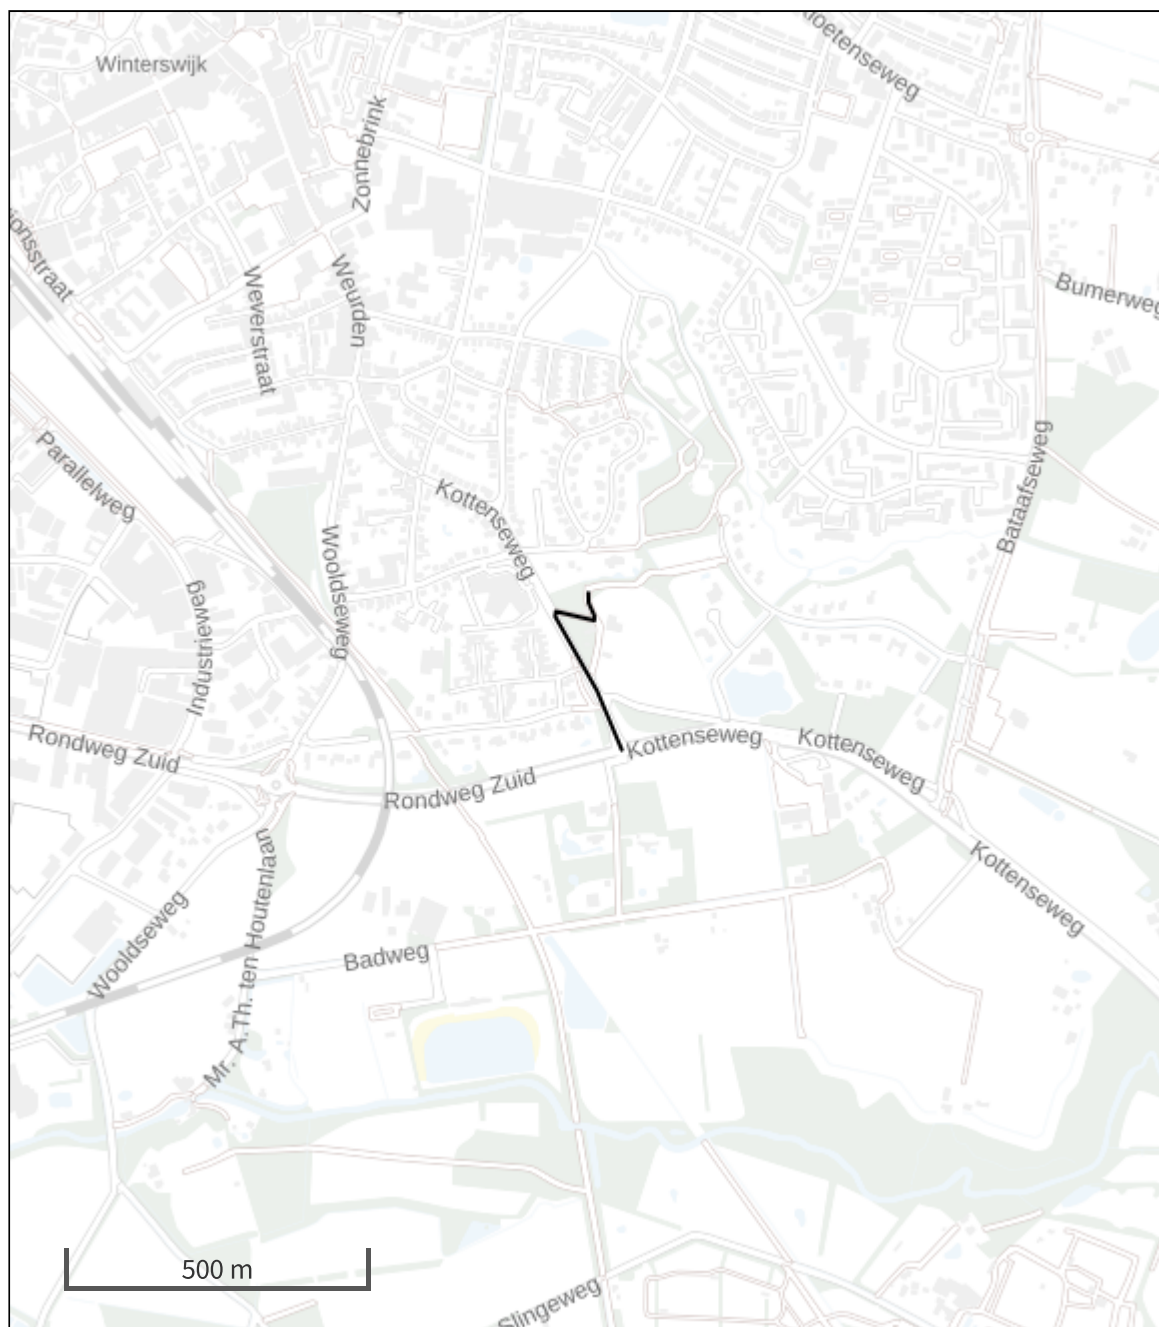 Kloetenseweg
Winterswijk
Zonnebrink
Weurden
Weverstraat
Bumerweg
Parallelweg
Kottenseweg
Bataafseweg
Wooldseweg
Industrieweg
Rondweg Zuid
Kottenseweg
Kottenseweg
Rondweg Zuid
Kottenseweg
Mr. A.Th. ten Houtenlaan
Wooldseweg
Badweg
500 m
Slingeweg